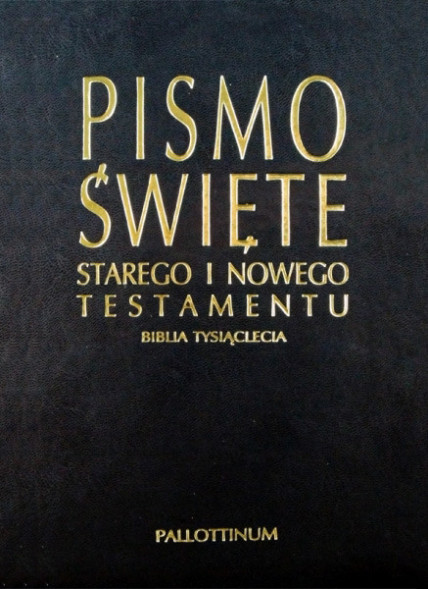 PISMO
ŚWIĘTE
STAREGO I NOWEGO
TESTAMENTU
BIBLIA TYSIĄCLECIA
PALLOTTINUM